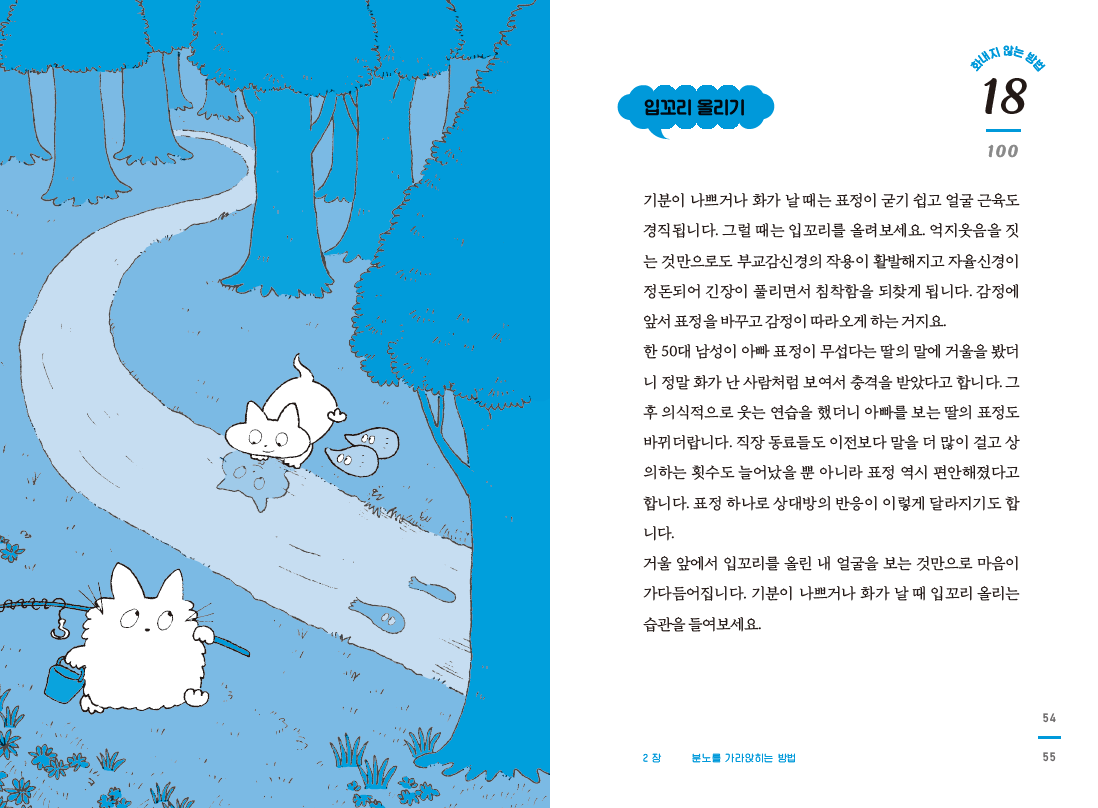 화내지 않는 방법
18
100
입꼬리 올리기
기분이 나쁘거나 화가 날 때는 표정이 굳기 쉽고 얼굴 근육도
경직됩니다. 그럴 때는 입꼬리를 올려보세요. 억지웃음을 짓
는 것만으로도 부교감신경의 작용이 활발해지고 자율신경이
정돈되어 긴장이 풀리면서 침착함을 되찾게 됩니다. 감정에
앞서 표정을 바꾸고 감정이 따라오게 하는 거지요.
한 50대 남성이 아빠 표정이 무섭다는 딸의 말에 거울을 봤더
니 정말 화가 난 사람처럼 보여서 충격을 받았다고 합니다. 그
후 의식적으로 웃는 연습을 했더니 아빠를 보는 딸의 표정도
바뀌더랍니다. 직장 동료들도 이전보다 말을 더 많이 걸고 상
의하는 횟수도 늘어났을 뿐 아니라 표정 역시 편안해졌다고
합니다. 표정 하나로 상대방의 반응이 이렇게 달라지기도 합
니다.
거울 앞에서 입꼬리를 올린 내 얼굴을 보는 것만으로 마음이
가다듬어집니다. 기분이 나쁘거나 화가 날 때 입꼬리 올리는
습관을 들여보세요.
54
2 장 분노를 가라앉히는 방법
55